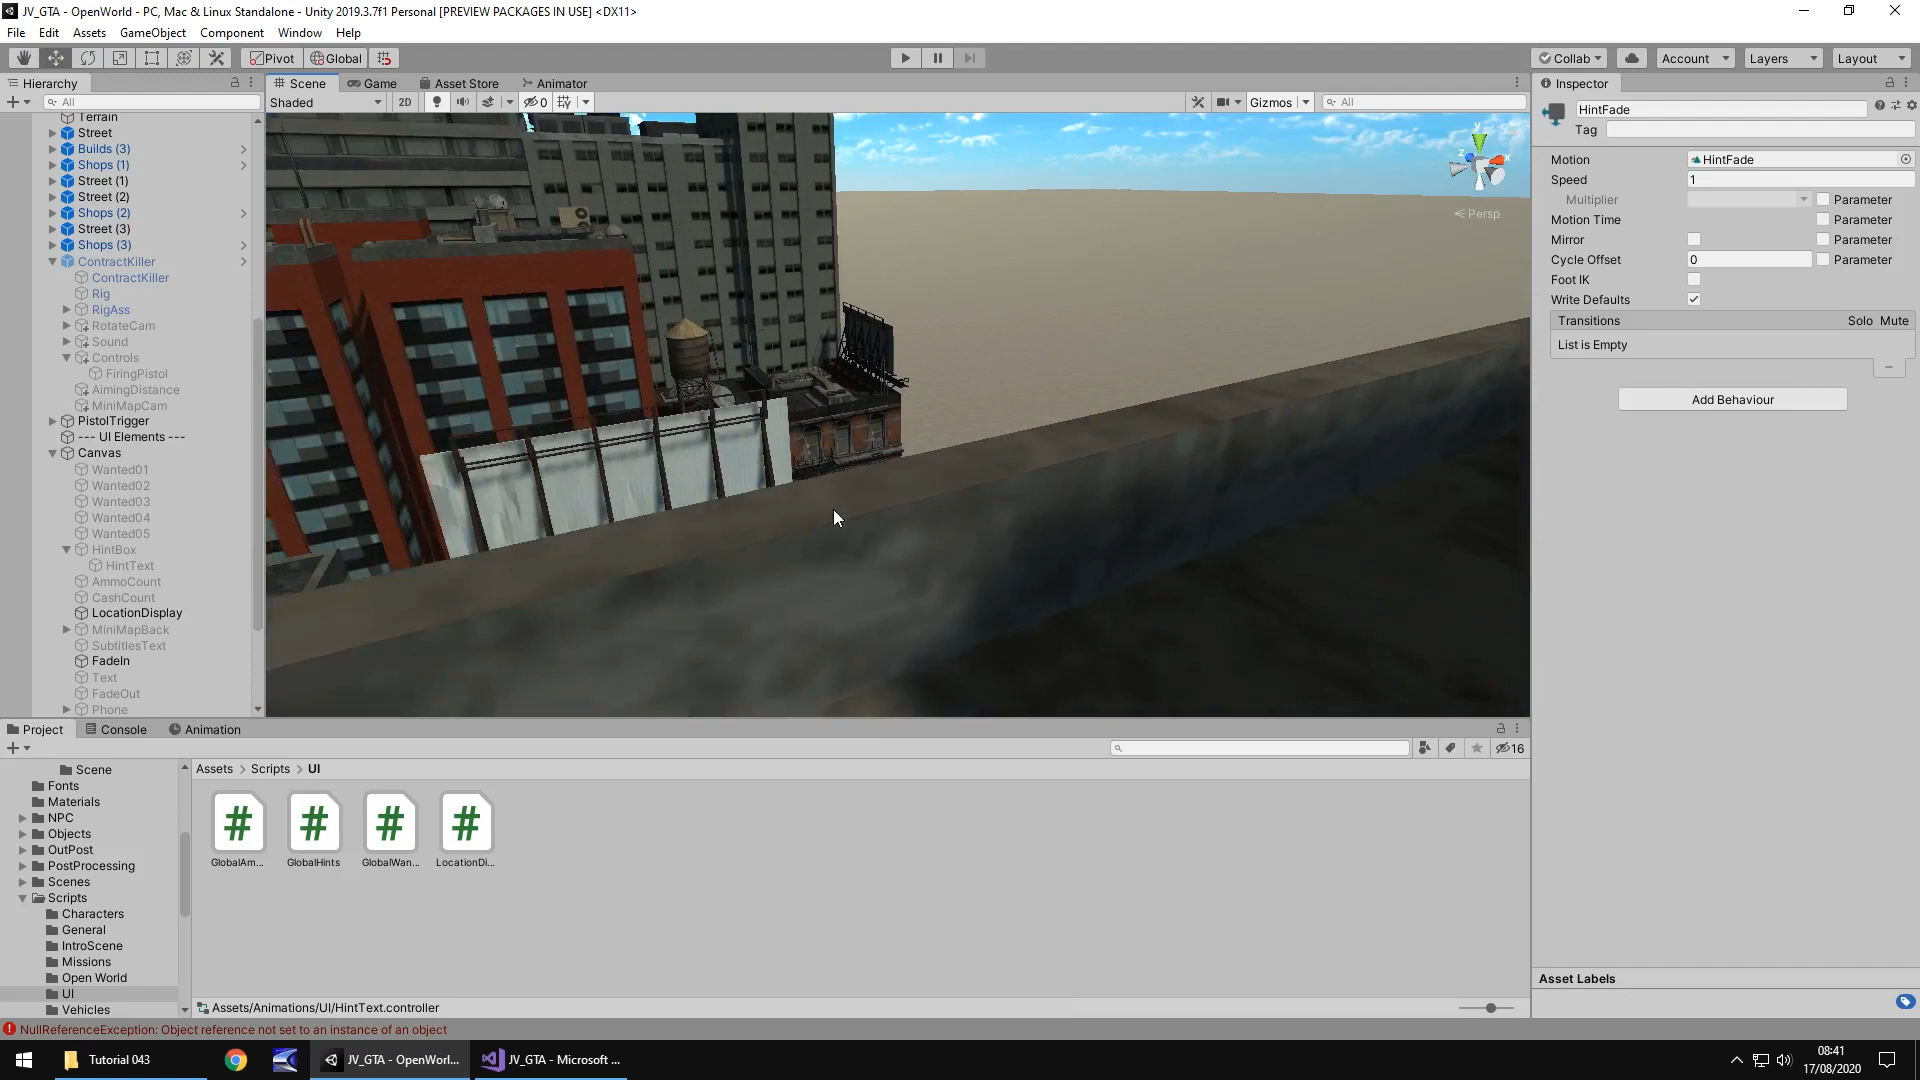 JV_GTA - OpenWorld - PC, Mac & Linux Standalone - Unity 2019.3.7f1 Personal [PREVIEW PACKAGES IN USE] <DX11>
File Edit Assets GameObject Component Window Help
Pivot Global Collab Account Layers Layout
Hierarchy Scene Game Asset Store Animator Inspector
All Shaded 2D 0 Gizmos All
HintFade
Tag
Terrain
Street
Builds (3)
Shops (1)
Street (1)
Street (2)
Shops (2)
Street (3)
Shops (3)
ContractKiller
ContractKiller
Rig
RigAss
RotateCam
Sound
Controls
FiringPistol
AimingDistance
MiniMapCam
PistolTrigger
--- UI Elements ---
Canvas
Wanted01
Wanted02
Wanted03
Wanted04
Wanted05
HintBox
HintText
AmmoCount
CashCount
LocationDisplay
MiniMapBack
SubtitlesText
FadeIn
Text
FadeOut
Phone
y
z x
Persp
Motion HintFade
Speed 1
Multiplier Parameter
Motion Time Parameter
Mirror Parameter
Cycle Offset 0 Parameter
Foot IK
Write Defaults
Transitions Solo Mute
List is Empty
Add Behaviour
Asset Labels
Project Console Animation
16
Scene
Fonts
Materials
NPC
Objects
OutPost
PostProcessing
Scenes
Scripts
Characters
General
IntroScene
Missions
Open World
UI
Vehicles
Assets > Scripts > UI
GlobalAm... GlobalHints GlobalWan... LocationDi...
Assets/Animations/UI/HintText.controller
NullReferenceException: Object reference not set to an instance of an object
Tutorial 043 JV_GTA - OpenWorl... JV_GTA - Microsoft ...
08:41
17/08/2020